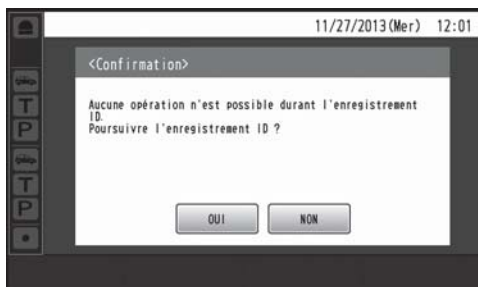 11/27/2013(Mer) 12:01
<Confirmation>
Aucune opération n'est possible durant l'enregistrement
ID.
Poursuivre l'enregistrement ID ?
T
P
T
P
OUI
NON